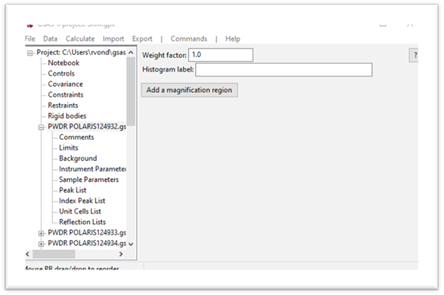 File Data Calculate Import Export | Commands | Help
Project: C:\Users\rvond\gsas
Notebook
Controls
Covariance
Constraints
Restraints
Rigid bodies
PWDR POLARIS124932.gs
Comments
Limits
Background
Instrument Parameter
Sample Parameters
Peak List
Index Peak List
Unit Cells List
Reflection Lists
PWDR POLARIS124933.gs
PWDR POLARIS124934.gs
Weight factor: 1.0
?
Histogram label:
Add a magnification region
Mouse RB drag/drop to reorder